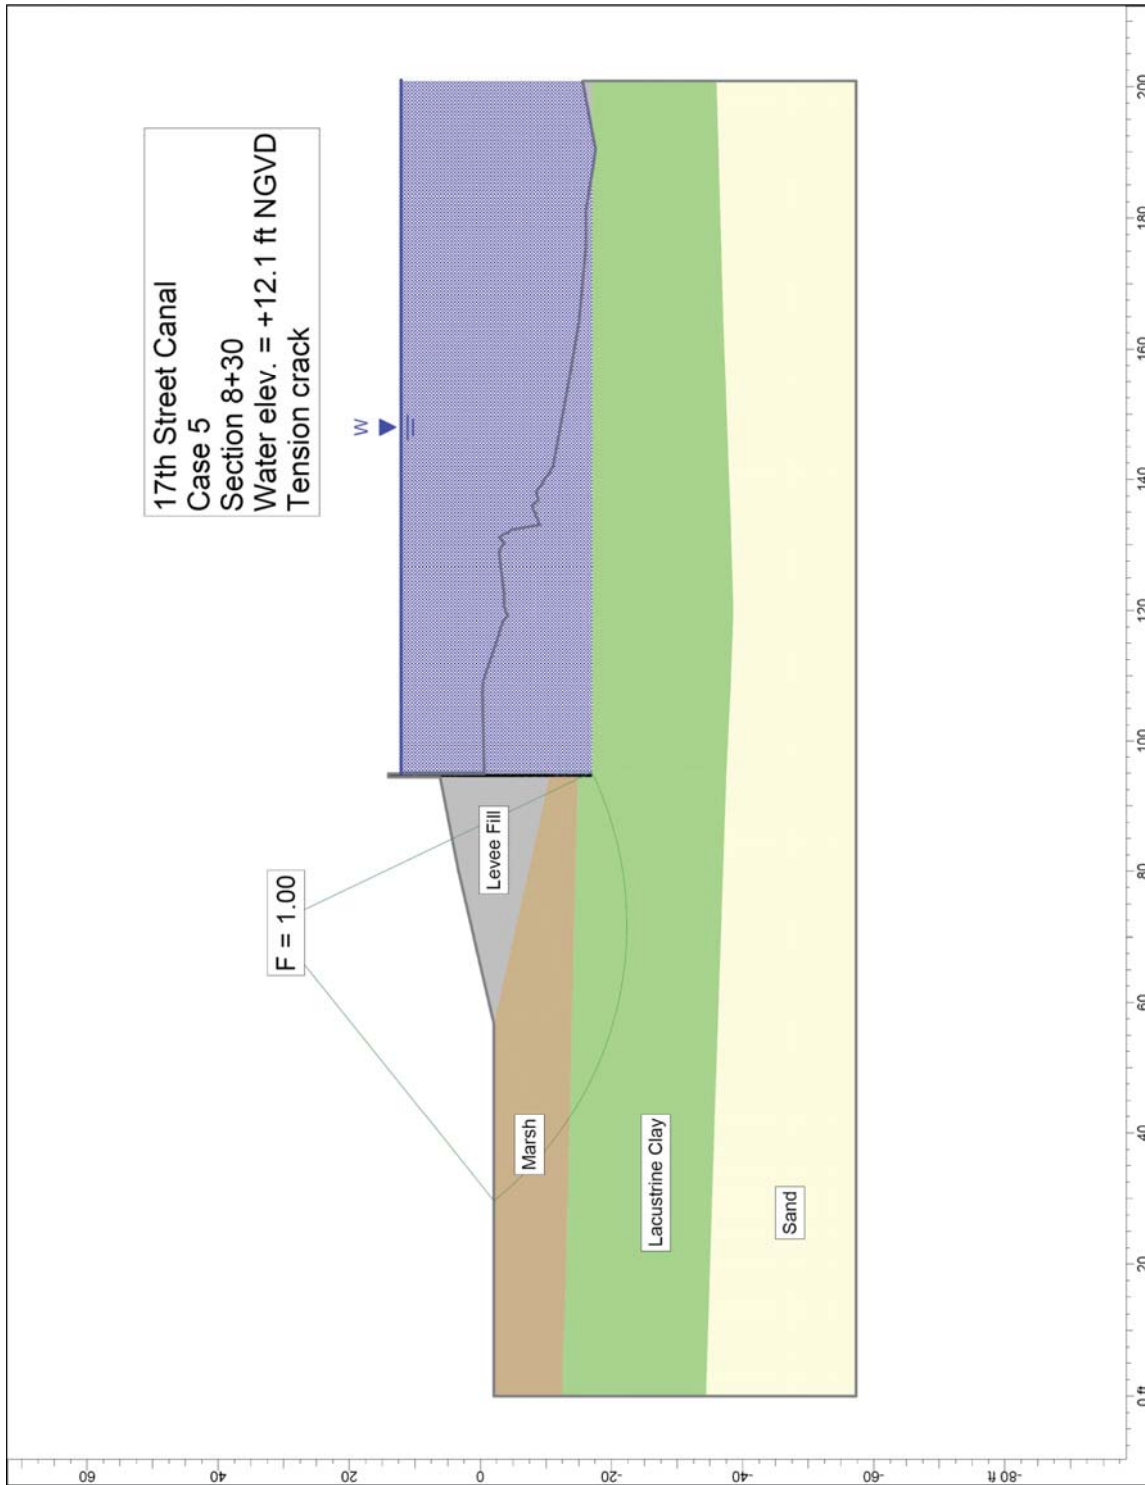 17th Street Canal
Case 5
Section 8+30
Water elev. = +12.1 ft NGVD
Tension crack
W
F = 1.00
Levee Fill
Marsh
Lacustrine Clay
Sand
60
40
20
0
-20
-40
-60
-80 ft
0 ft
20
40
60
80
100
120
140
160
180
200